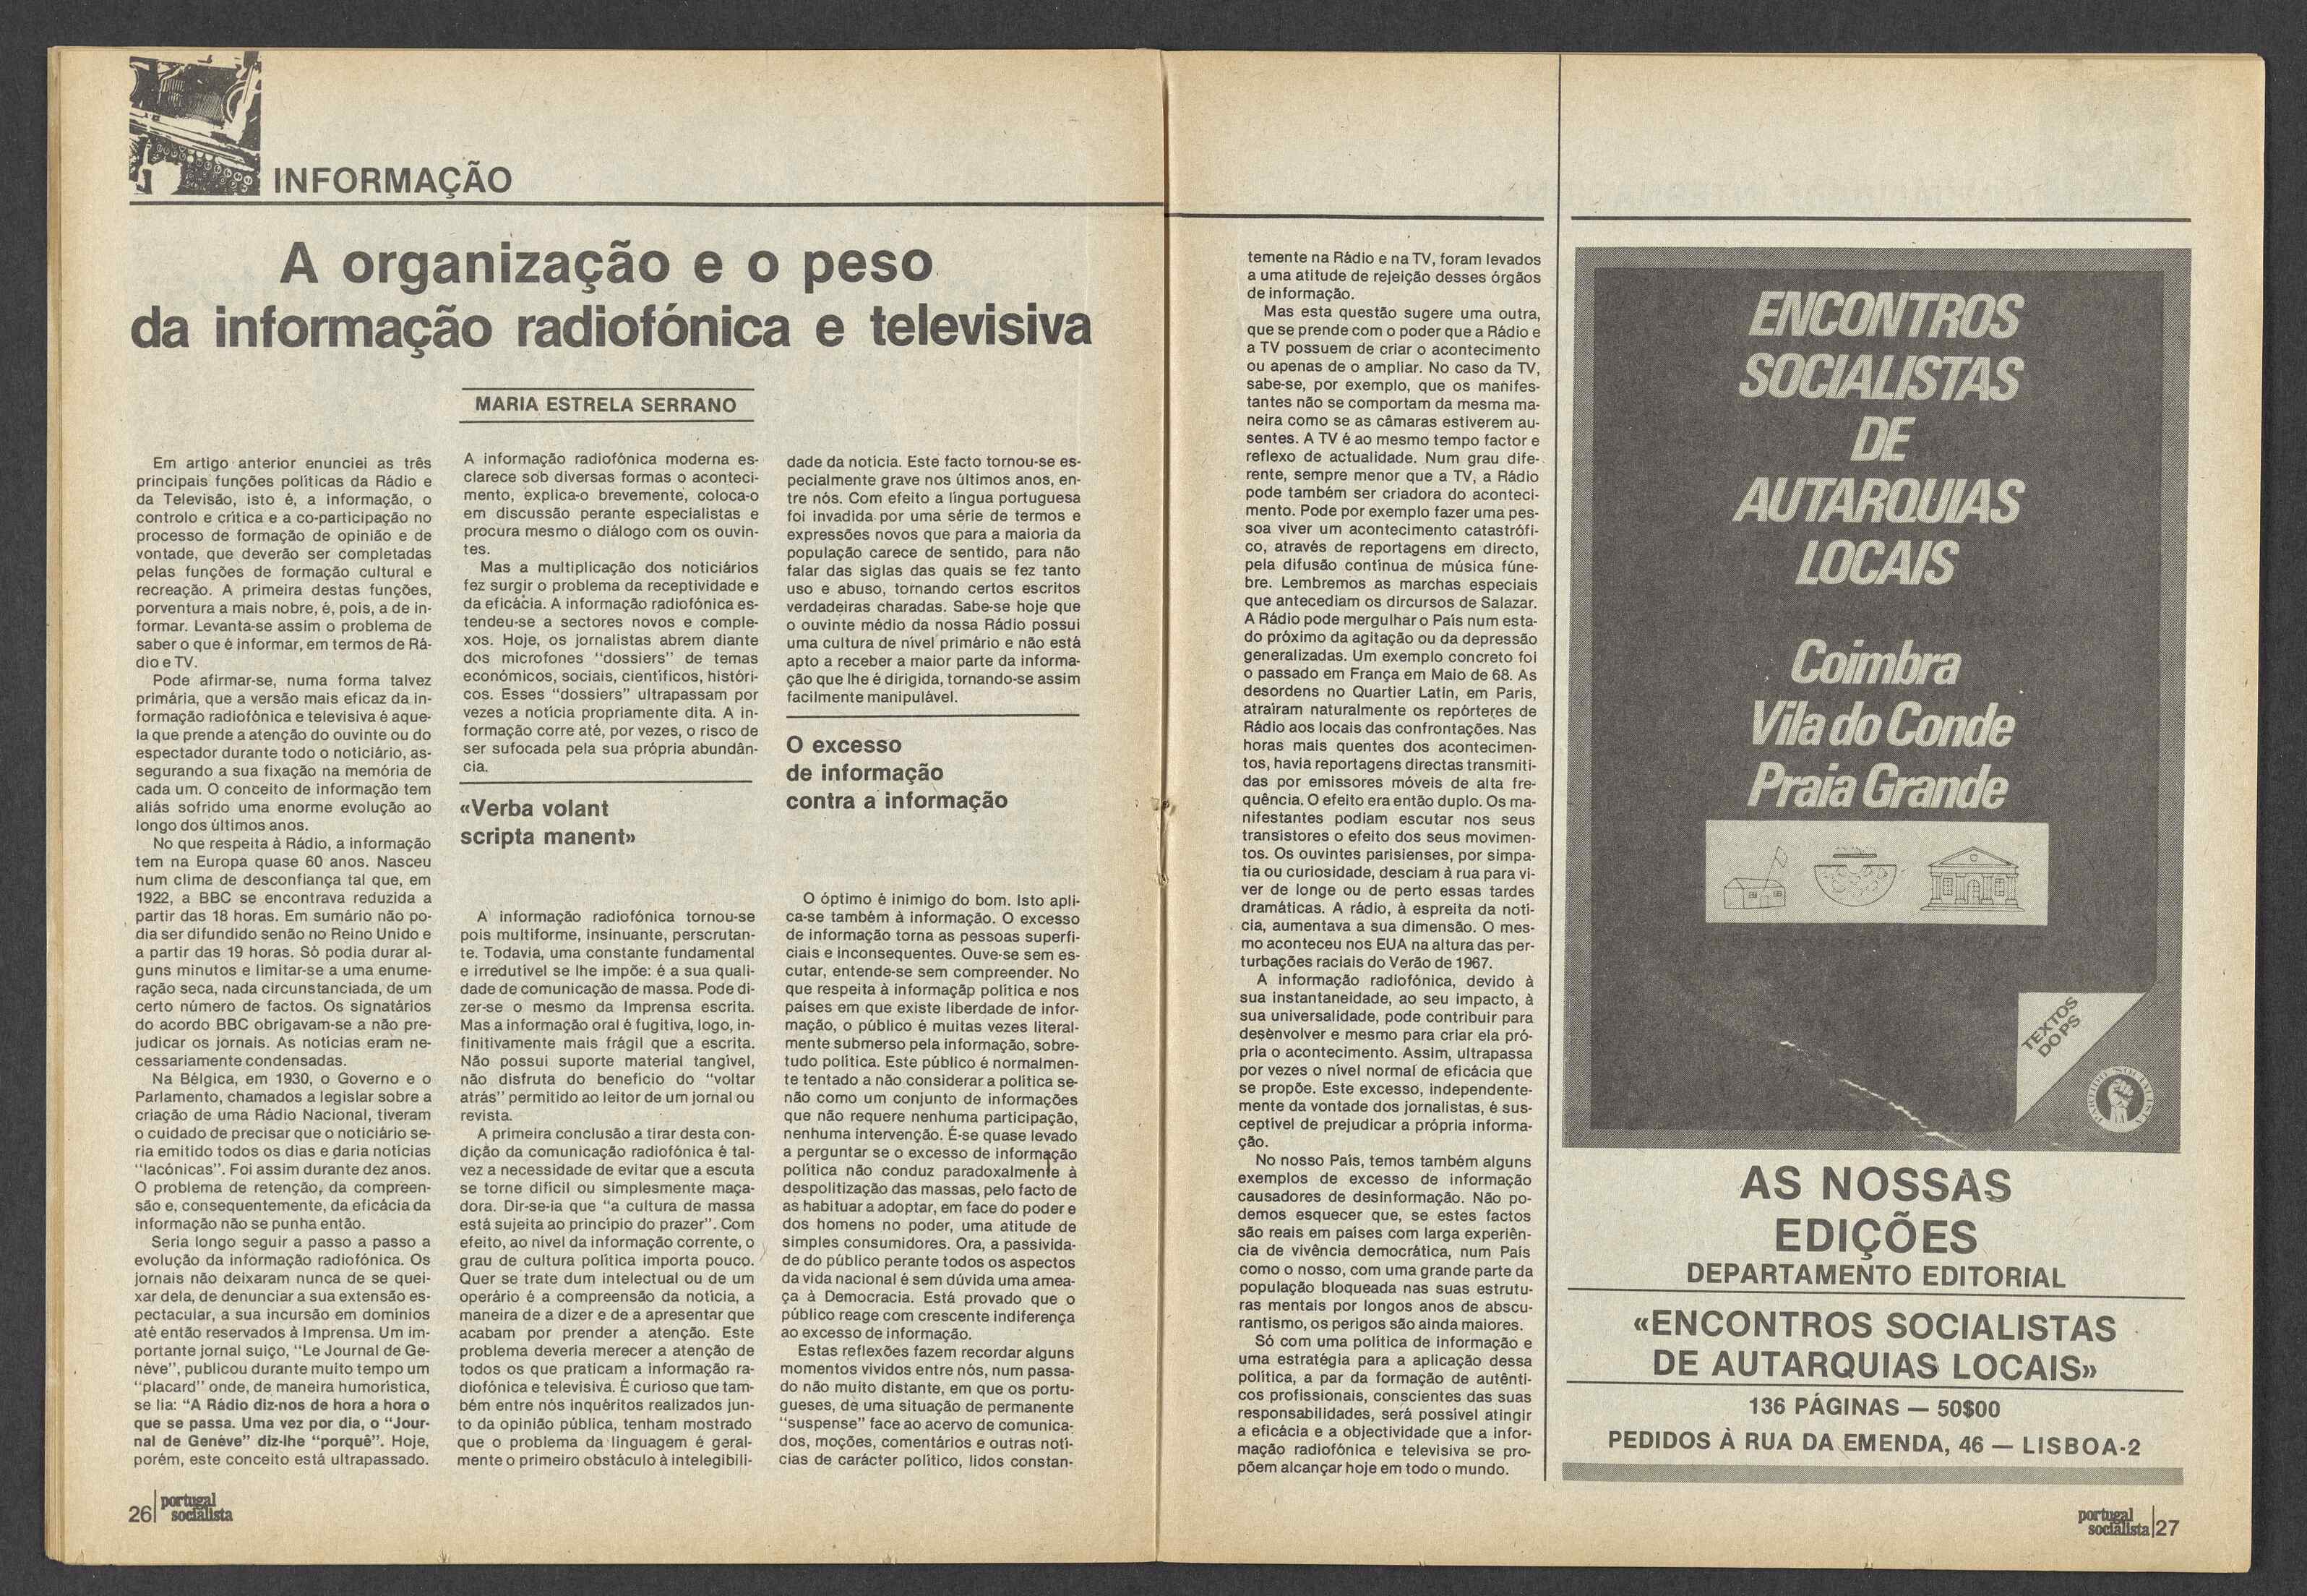 INFORMAÇÃO
A organização e o peso
da informação radiofónica e televisiva
MARIA ESTRELA SERRANO
Em artigo anterior enunciei as três
principais funções políticas da Rádio e
da Televisão, isto é, a informação, o
controlo e crítica e a co-participação no
processo de formação de opinião e de
vontade, que deverão ser completadas
pelas funções de formação cultural e
recreação. A primeira destas funções,
porventura a mais nobre, é, pois, a de in-
formar. Levanta-se assim o problema de
saber o que é informar, em termos de Rá-
dio e TV.
Pode afirmar-se, numa forma talvez
primária, que a versão mais eficaz da in-
formação radiofónica e televisiva é aque-
la que prende a atenção do ouvinte ou do
espectador durante todo o noticiário, as-
segurando a sua fixação na memória de
cada um. O conceito de informação tem
aliás sofrido uma enorme evolução ao
longo dos últimos anos.
No que respeita à Rádio, a informação
tem na Europa quase 60 anos. Nasceu
num clima de desconfiança tal que, em
1922, a BBC se encontrava reduzida a
partir das 18 horas. Em sumário não po-
dia ser difundido senão no Reino Unido e
a partir das 19 horas. Só podia durar al-
guns minutos e limitar-se a uma enume-
ração seca, nada circunstanciada, de um
certo número de factos. Os signatários
do acordo BBC obrigavam-se a não pre-
judicar os jornais. As notícias eram ne-
cessariamente condensadas.
Na Bélgica, em 1930, o Governo e o
Parlamento, chamados a legislar sobre a
criação de uma Rádio Nacional, tiveram
o cuidado de precisar que o noticiário se-
ria emitido todos os dias e daria notícias
"lacónicas". Foi assim durante dez anos.
O problema de retenção, da compreen-
são e, consequentemente, da eficácia da
informação não se punha então.
Seria longo seguir a passo a passo a
evolução da informação radiofónica. Os
jornais não deixaram nunca de se quei-
xar dela, de denunciar a sua extensão es-
pectacular, a sua incursão em domínios
até então reservados à Imprensa. Um im-
portante jornal suiço, "Le Journal de Ge-
nève", publicou durante muito tempo um
"placard" onde, de maneira humorística,
se lia: "A Rádio diz-nos de hora a hora o
que se passa. Uma vez por dia, o "Jour-
nal de Genève" diz-lhe "porquê". Hoje,
porém, este conceito está ultrapassado.
A informação radiofónica moderna es-
clarece sob diversas formas o aconteci-
mento, explica-o brevemente, coloca-o
em discussão perante especialistas e
procura mesmo o diálogo com os ouvin-
tes.
Mas a multiplicação dos noticiários
fez surgir o problema da receptividade e
da eficácia. A informação radiofónica es-
tendeu-se a sectores novos e comple-
xos. Hoje, os jornalistas abrem diante
dos microfones "dossiers" de temas
económicos, sociais, científicos, históri-
cos. Esses "dossiers" ultrapassam por
vezes a notícia propriamente dita. A in-
formação corre até, por vezes, o risco de
ser sufocada pela sua própria abundân-
cia.
«Verba volant
scripta manent»
A informação radiofónica tornou-se
pois multiforme, insinuante, perscrutan-
te. Todavia, uma constante fundamental
e irredutível se lhe impõe: é a sua quali-
dade de comunicação de massa. Pode di-
zer-se o mesmo da Imprensa escrita.
Mas a informação oral é fugitiva, logo, in-
finitivamente mais frágil que a escrita.
Não possui suporte material tangível,
não disfruta do benefício do "voltar
atrás" permitido ao leitor de um jornal ou
revista.
A primeira conclusão a tirar desta con-
dição da comunicação radiofónica é tal-
vez a necessidade de evitar que a escuta
se torne difícil ou simplesmente maça-
dora. Dir-se-ia que "a cultura de massa
está sujeita ao princípio do prazer". Com
efeito, ao nível da informação corrente, o
grau de cultura política importa pouco.
Quer se trate dum intelectual ou de um
operário é a compreensão da notícia, a
maneira de a dizer e de a apresentar que
acabam por prender a atenção. Este
problema deveria merecer a atenção de
todos os que praticam a informação ra-
diofónica e televisiva. É curioso que tam-
bém entre nós inquéritos realizados jun-
to da opinião pública, tenham mostrado
que o problema da linguagem é geral-
mente o primeiro obstáculo à intelegibili-
dade da notícia. Este facto tornou-se es-
pecialmente grave nos últimos anos, en-
tre nós. Com efeito a língua portuguesa
foi invadida por uma série de termos e
expressões novos que para a maioria da
população carece de sentido, para não
falar das siglas das quais se fez tanto
uso e abuso, tornando certos escritos
verdadeiras charadas. Sabe-se hoje que
o ouvinte médio da nossa Rádio possui
uma cultura de nível primário e não está
apto a receber a maior parte da informa-
ção que lhe é dirigida, tornando-se assim
facilmente manipulável.
O excesso
de informação
contra a informação
O óptimo é inimigo do bom. Isto apli-
ca-se também à informação. O excesso
de informação torna as pessoas superfi-
ciais e inconsequentes. Ouve-se sem es-
cutar, entende-se sem compreender. No
que respeita à informaçãp política e nos
países em que existe liberdade de infor-
mação, o público é muitas vezes literal-
mente submerso pela informação, sobre-
tudo política. Este público é normalmen-
te tentado a não considerar a política se-
não como um conjunto de informações
que não requere nenhuma participação,
nenhuma intervenção. É-se quase levado
a perguntar se o excesso de informação
política não conduz paradoxalmente à
despolitização das massas, pelo facto de
as habituar a adoptar, em face do poder e
dos homens no poder, uma atitude de
simples consumidores. Ora, a passivida-
de do público perante todos os aspectos
da vida nacional é sem dúvida uma amea-
ça à Democracia. Está provado que o
público reage com crescente indiferença
ao excesso de informação.
Estas reflexões fazem recordar alguns
momentos vividos entre nós, num passa-
do não muito distante, em que os portu-
gueses, de uma situação de permanente
"suspense" face ao acervo de comunica-
dos, moções, comentários e outras notí-
cias de carácter político, lidos constan-
26 portugal
socialista
temente na Rádio e na TV, foram levados
a uma atitude de rejeição desses órgãos
de informação.
Mas esta questão sugere uma outra,
que se prende com o poder que a Rádio e
a TV possuem de criar o acontecimento
ou apenas de o ampliar. No caso da TV,
sabe-se, por exemplo, que os manifes-
tantes não se comportam da mesma ma-
neira como se as câmaras estiverem au-
sentes. A TV é ao mesmo tempo factor e
reflexo de actualidade. Num grau dife-
rente, sempre menor que a TV, a Rádio
pode também ser criadora do aconteci-
mento. Pode por exemplo fazer uma pes-
soa viver um acontecimento catastrófi-
co, através de reportagens em directo,
pela difusão contínua de música fúne-
bre. Lembremos as marchas especiais
que antecediam os dircursos de Salazar.
A Rádio pode mergulhar o País num esta-
do próximo da agitação ou da depressão
generalizadas. Um exemplo concreto foi
o passado em França em Maio de 68. As
desordens no Quartier Latin, em Paris,
atraíram naturalmente os repórteres de
Rádio aos locais das confrontações. Nas
horas mais quentes dos acontecimen-
tos, havia reportagens directas transmiti-
das por emissores móveis de alta fre-
quência. O efeito era então duplo. Os ma-
nifestantes podiam escutar nos seus
transistores o efeito dos seus movimen-
tos. Os ouvintes parisienses, por simpa-
tia ou curiosidade, desciam à rua para vi-
ver de longe ou de perto essas tardes
dramáticas. A rádio, à espreita da notí-
cia, aumentava a sua dimensão. O mes-
mo aconteceu nos EUA na altura das per-
turbações raciais do Verão de 1967.
A informação radiofónica, devido à
sua instantaneidade, ao seu impacto, à
sua universalidade, pode contribuir para
desenvolver e mesmo para criar ela pró-
pria o acontecimento. Assim, ultrapassa
por vezes o nível normal de eficácia que
se propõe. Este excesso, independente-
mente da vontade dos jornalistas, é sus-
ceptível de prejudicar a própria informa-
ção.
No nosso País, temos também alguns
exemplos de excesso de informação
causadores de desinformação. Não po-
demos esquecer que, se estes factos
são reais em países com larga experiên-
cia de vivência democrática, num País
como o nosso, com uma grande parte da
população bloqueada nas suas estrutu-
ras mentais por longos anos de abscu-
rantismo, os perigos são ainda maiores.
Só com uma política de informação e
uma estratégia para a aplicação dessa
política, a par da formação de autênti-
cos profissionais, conscientes das suas
responsabilidades, será possível atingir
a eficácia e a objectividade que a infor-
mação radiofónica e televisiva se pro-
põem alcançar hoje em todo o mundo.
ENCONTROS
SOCIALISTAS
DE
AUTARQUIAS
LOCAIS
Coimbra
Vila do Conde
Praia Grande
TEXTOS
DO PS
PARTIDO SOCIALISTA
AS NOSSAS
EDIÇÕES
DEPARTAMENTO EDITORIAL
«ENCONTROS SOCIALISTAS
DE AUTARQUIAS LOCAIS»
136 PÁGINAS — 50$00
PEDIDOS À RUA DA EMENDA, 46 — LISBOA-2
portugal
socialista 27